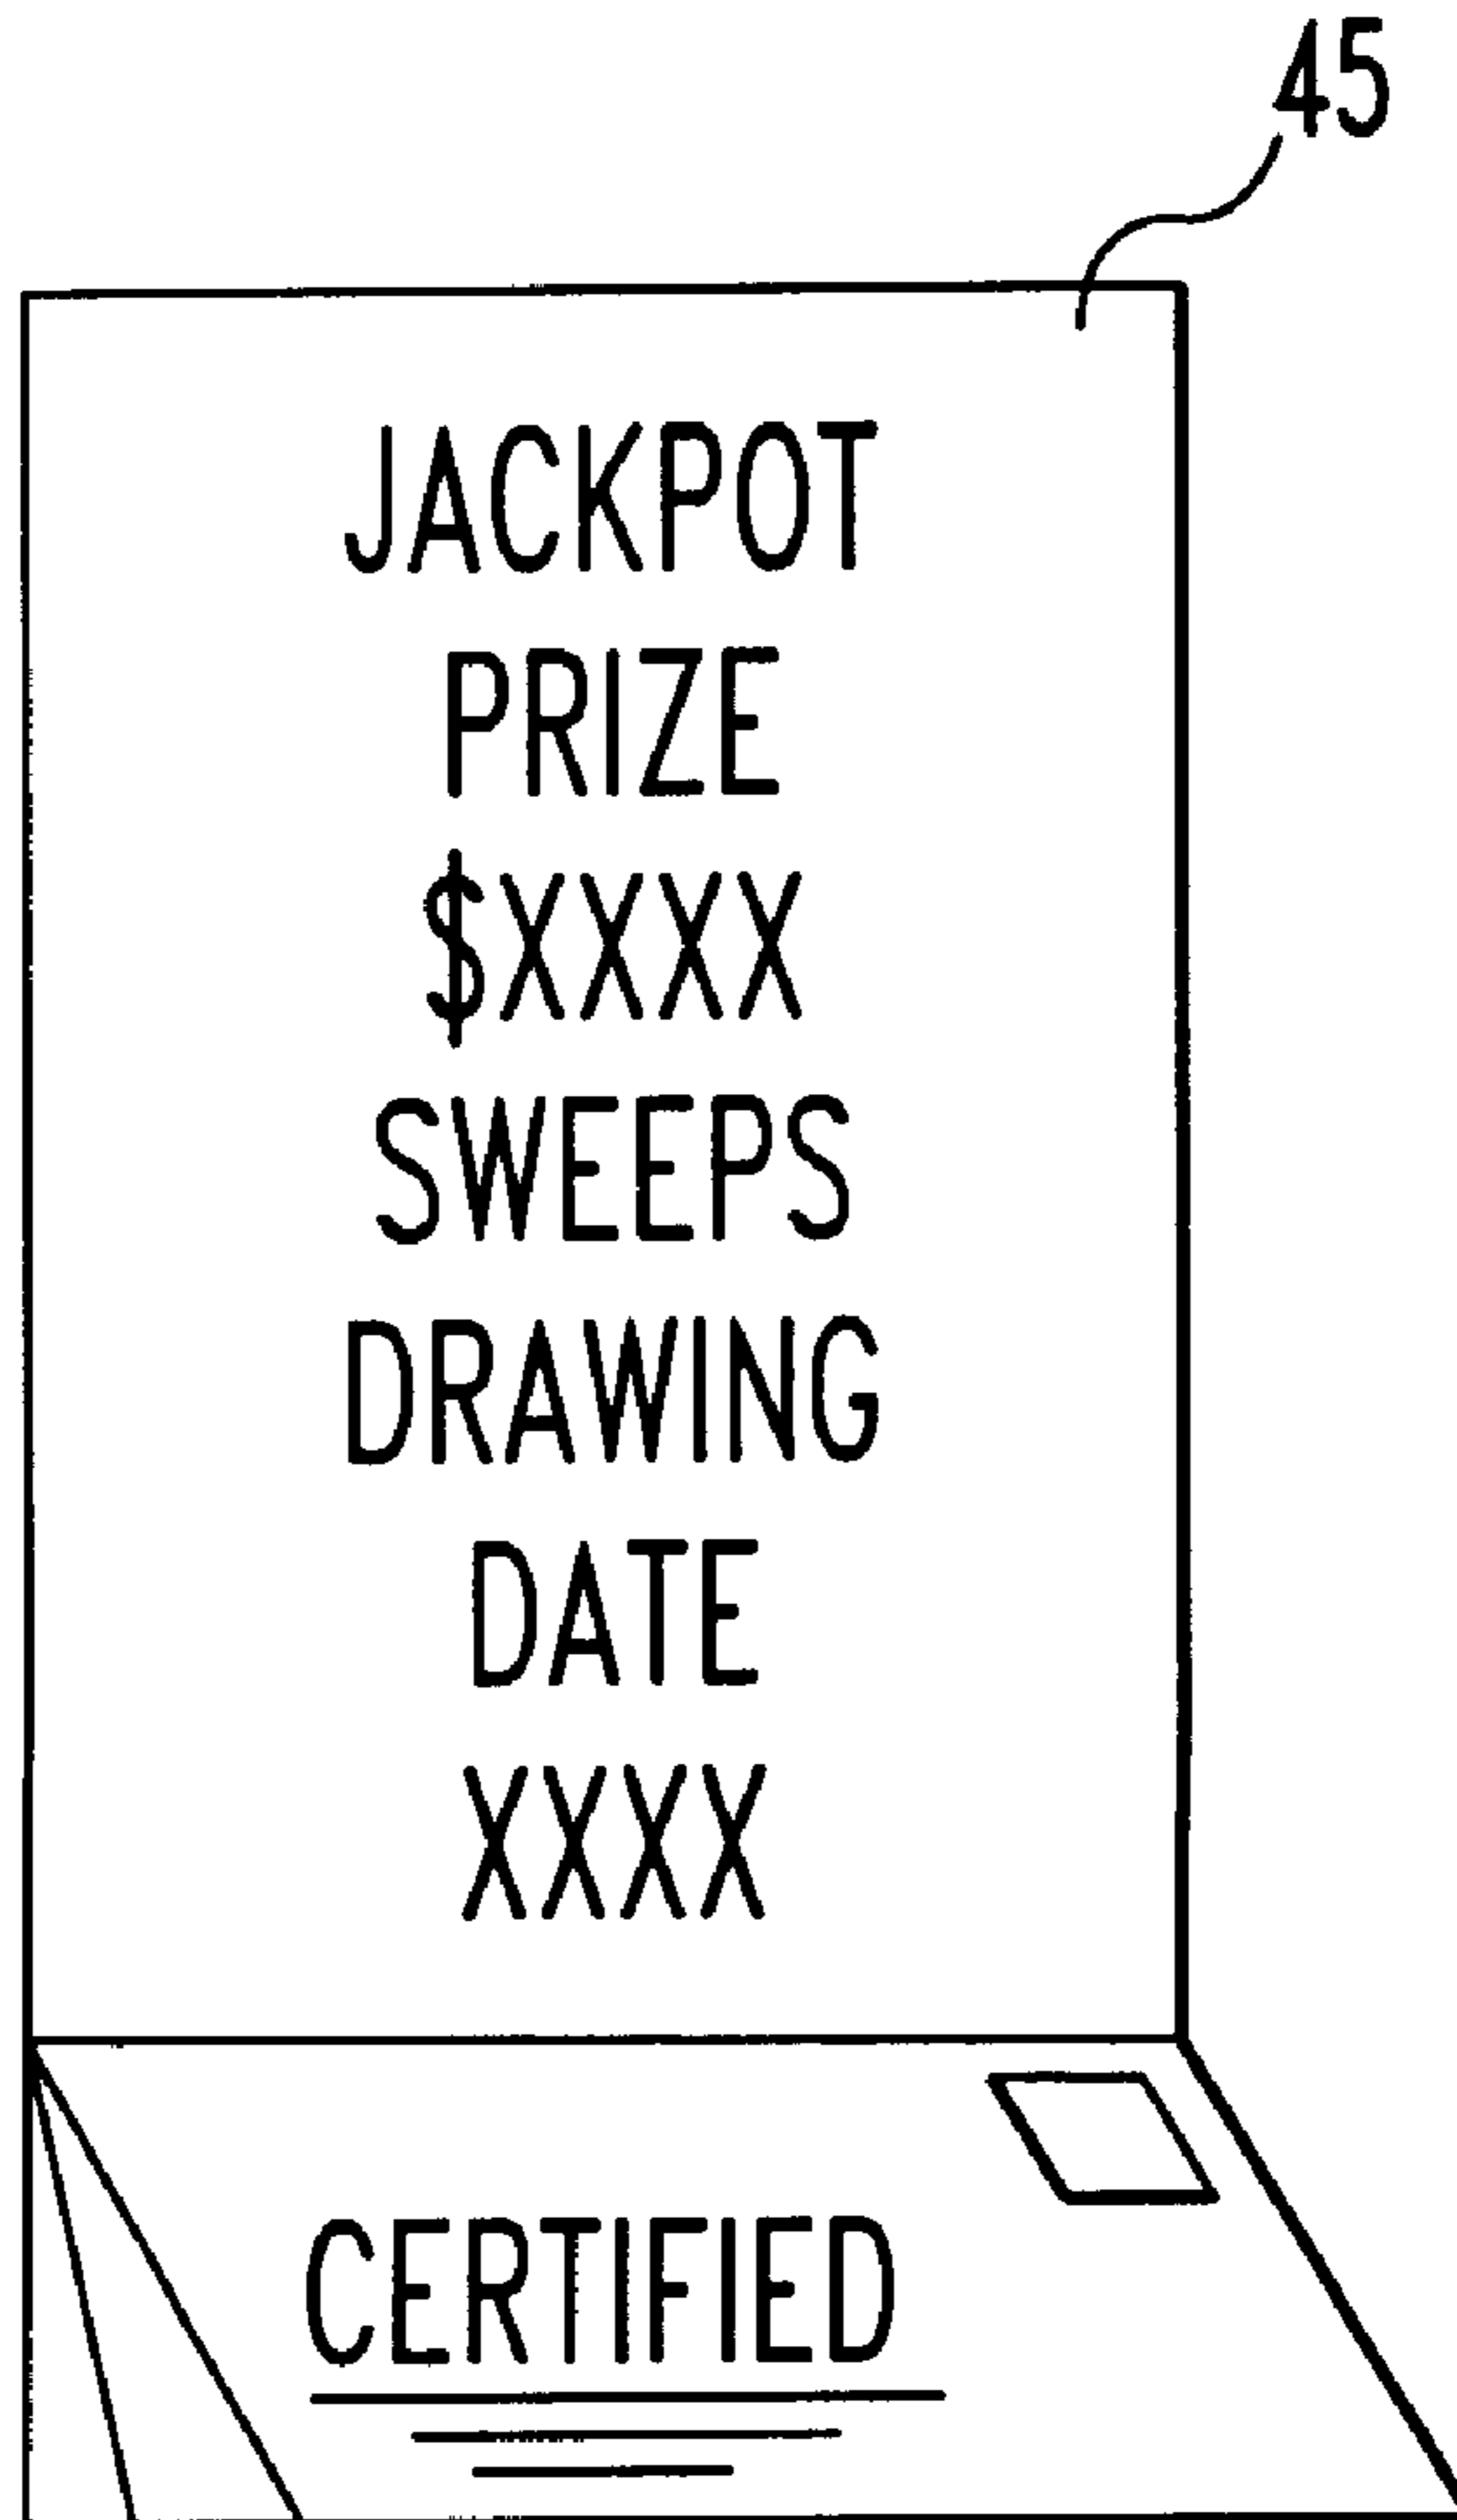 45
JACKPOT
PRIZE
$XXXX
SWEEPS
DRAWING
DATE
XXXX
CERTIFIED